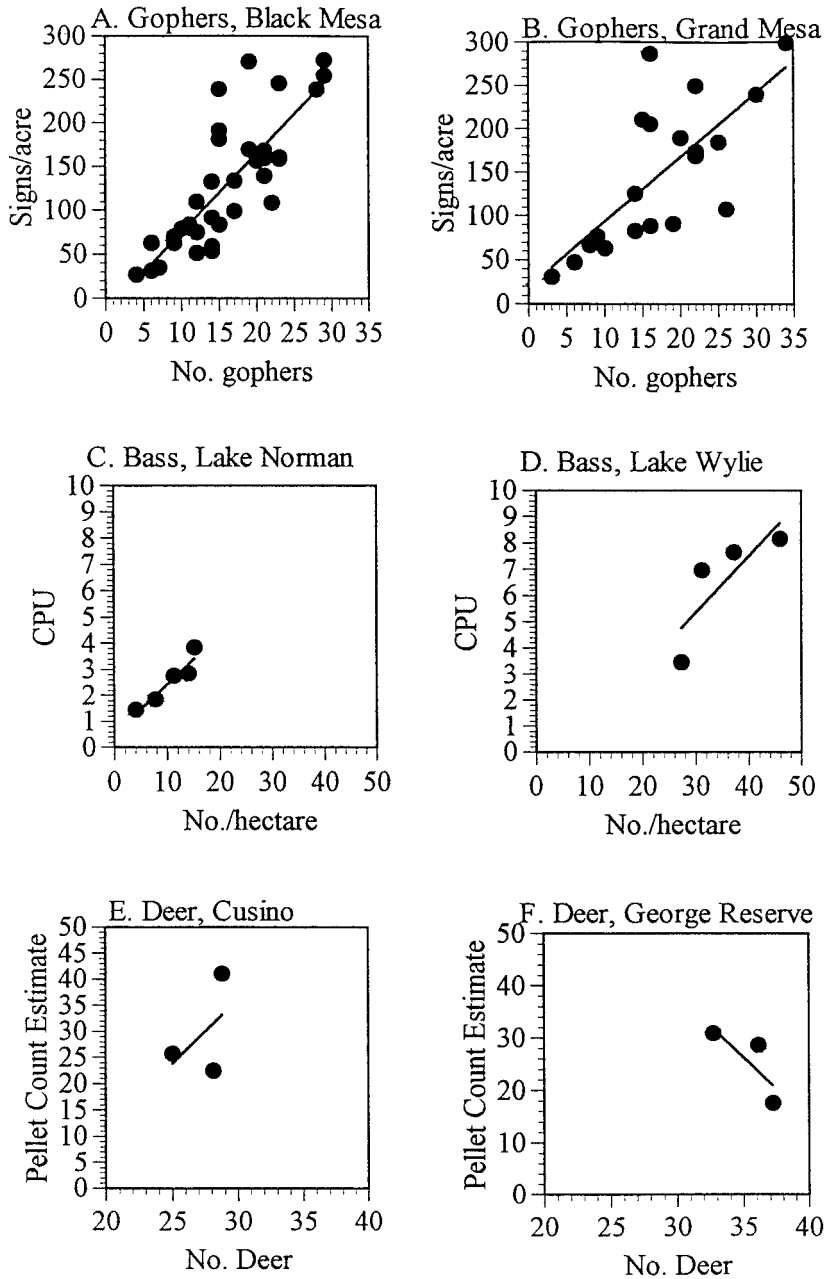 A. Gophers, Black Mesa
300
250
200
150
100
50
0
Signs/acre
0 5 10 15 20 25 30 35
No. gophers
B. Gophers, Grand Mesa
300
250
200
150
100
50
0
Signs/acre
0 5 10 15 20 25 30 35
No. gophers
C. Bass, Lake Norman
10
9
8
7
6
5
4
3
2
1
0
CPU
0 10 20 30 40 50
No./hectare
D. Bass, Lake Wylie
10
9
8
7
6
5
4
3
2
1
0
CPU
0 10 20 30 40 50
No./hectare
E. Deer, Cusino
50
45
40
35
30
25
20
15
10
5
0
Pellet Count Estimate
20 25 30 35 40
No. Deer
F. Deer, George Reserve
50
40
30
20
10
0
Pellet Count Estimate
20 25 30 35 40
No. Deer